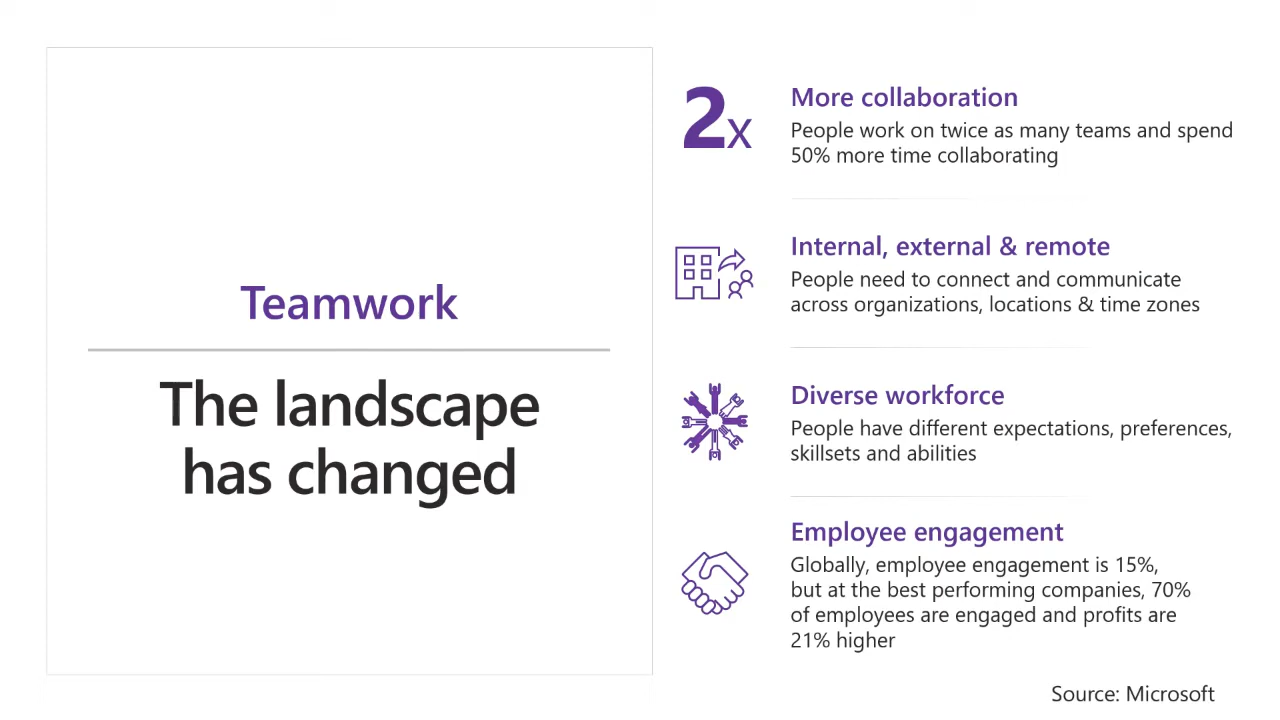 Teamwork
The landscape
has changed
2x
More collaboration
People work on twice as many teams and spend
50% more time collaborating
Internal, external & remote
People need to connect and communicate
across organizations, locations & time zones
Diverse workforce
People have different expectations, preferences,
skillsets and abilities
Employee engagement
Globally, employee engagement is 15%,
but at the best performing companies, 70%
of employees are engaged and profits are
21% higher
Source: Microsoft